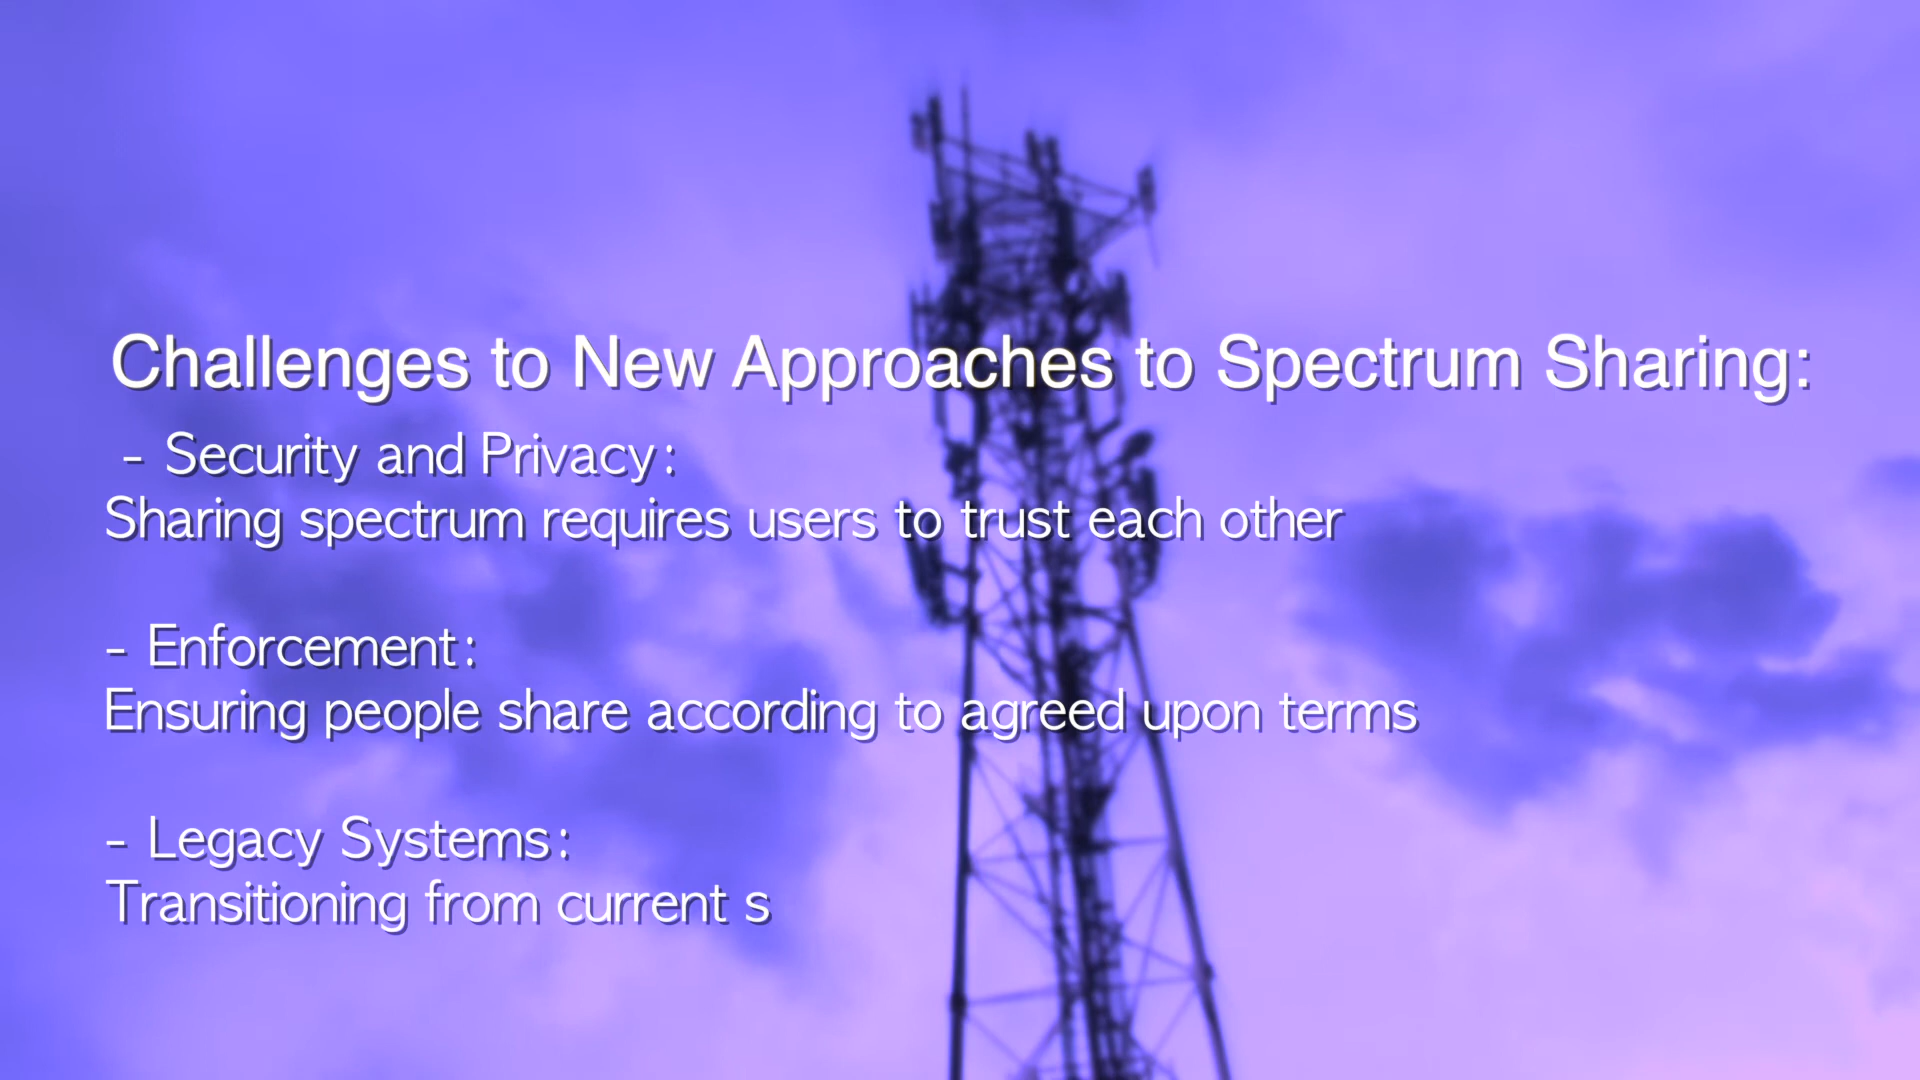 Challenges to New Approaches to Spectrum Sharing:
- Security and Privacy:
Sharing spectrum requires users to trust each other
- Enforcement:
Ensuring people share according to agreed upon terms
- Legacy Systems:
Transitioning from current s